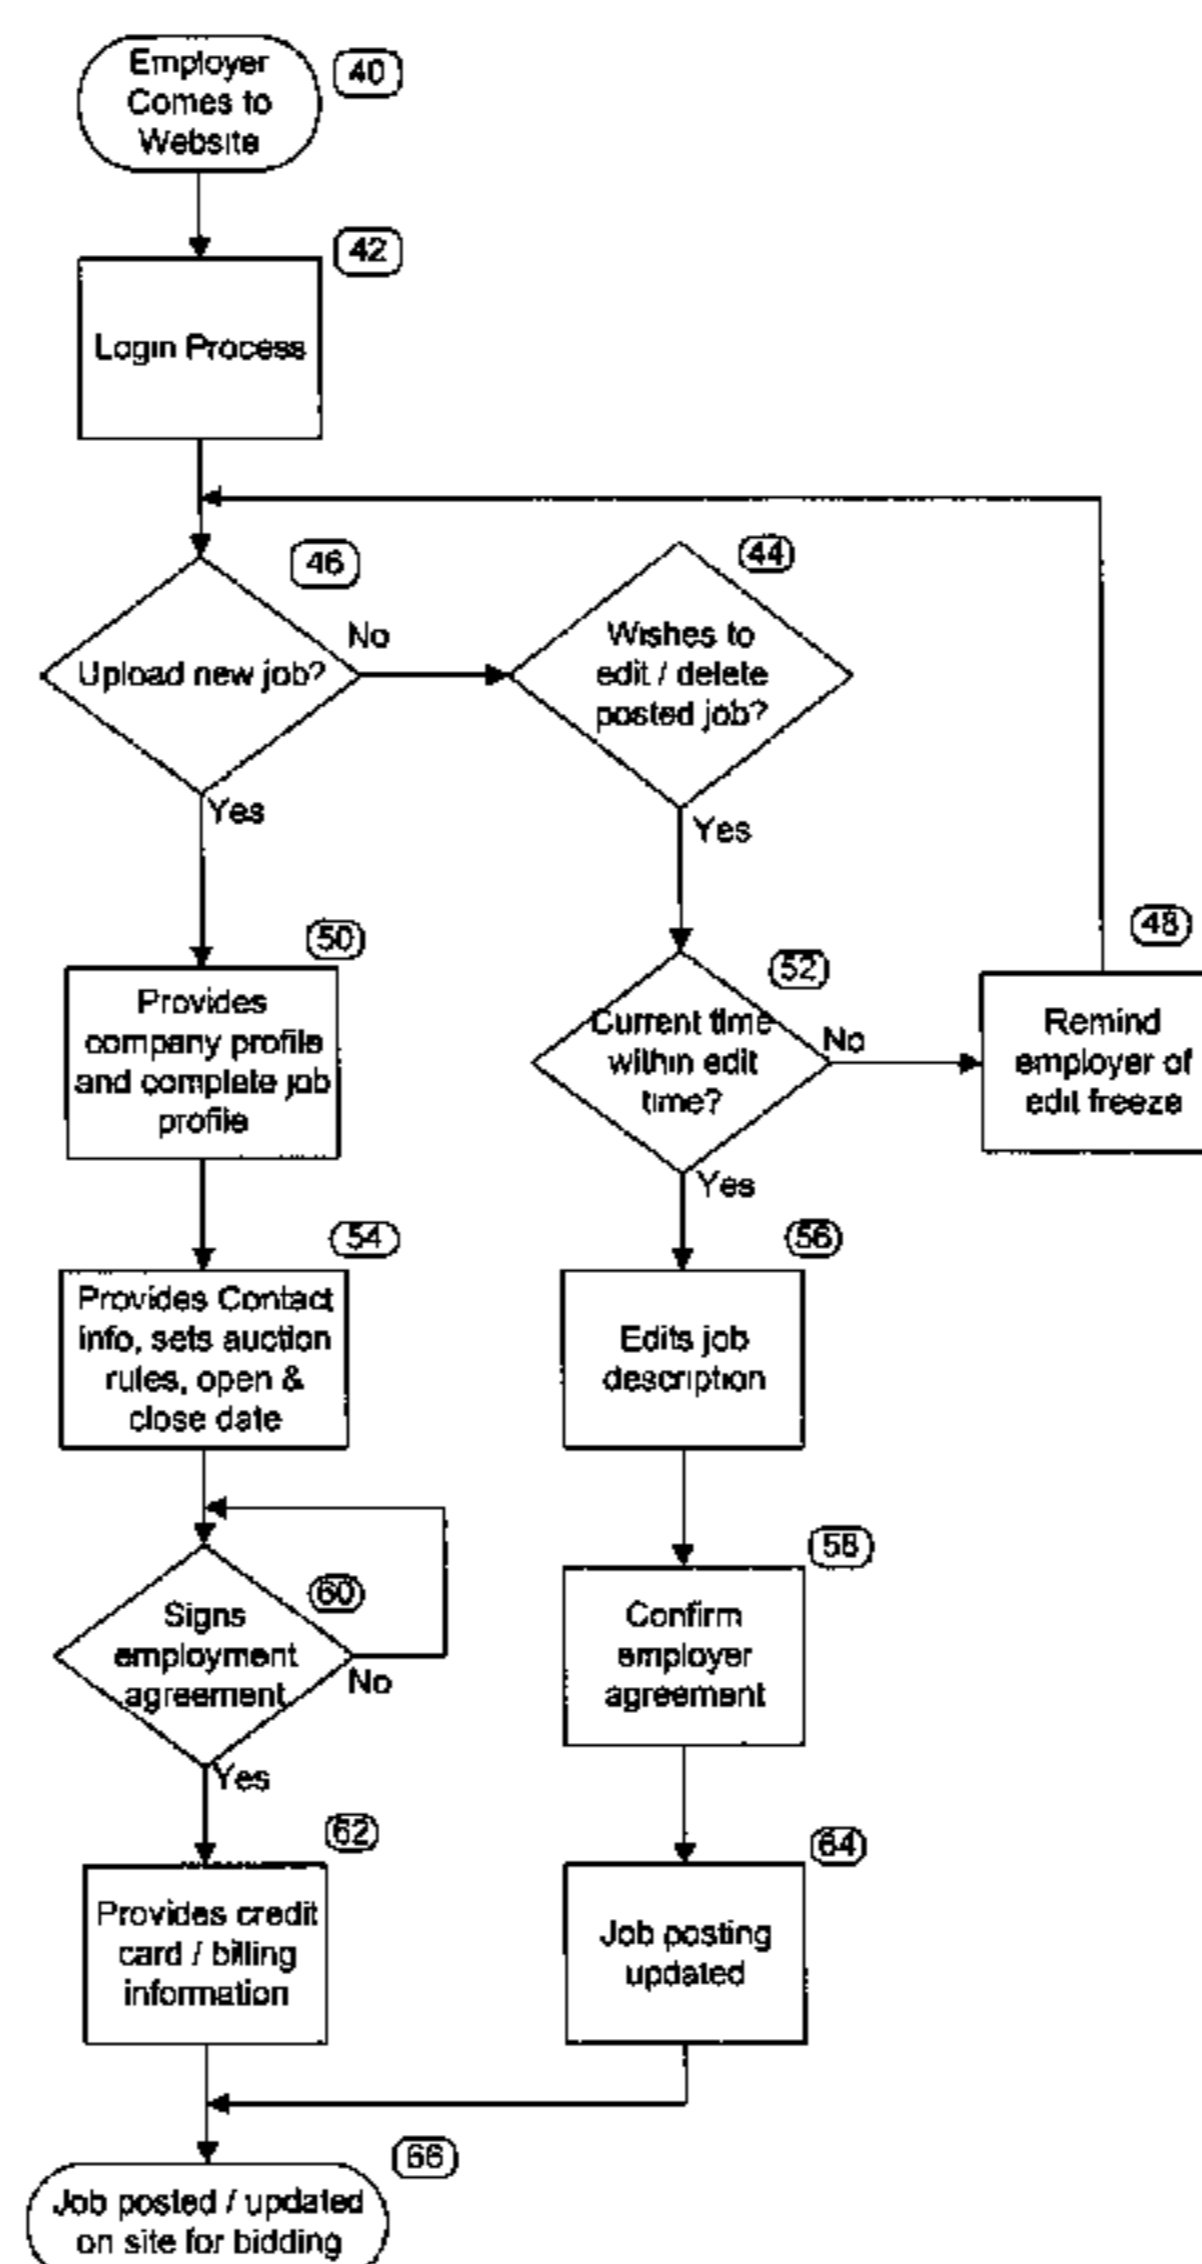 Employer
Comes to
Website
40
42
Login Process
46
Upload new job?
No
Yes
44
Wishes to
edit / delete
posted job?
Yes
50
Provides
company profile
and complete job
profile
52
Current time
within edit
time?
No
Yes
48
Remind
employer of
edit freeze
54
Provides Contact
info, sets auction
rules, open &
close date
56
Edits job
description
60
Signs
employment
agreement
No
Yes
58
Confirm
employer
agreement
62
Provides credit
card / billing
information
64
Job posting
updated
66
Job posted / updated
on site for bidding